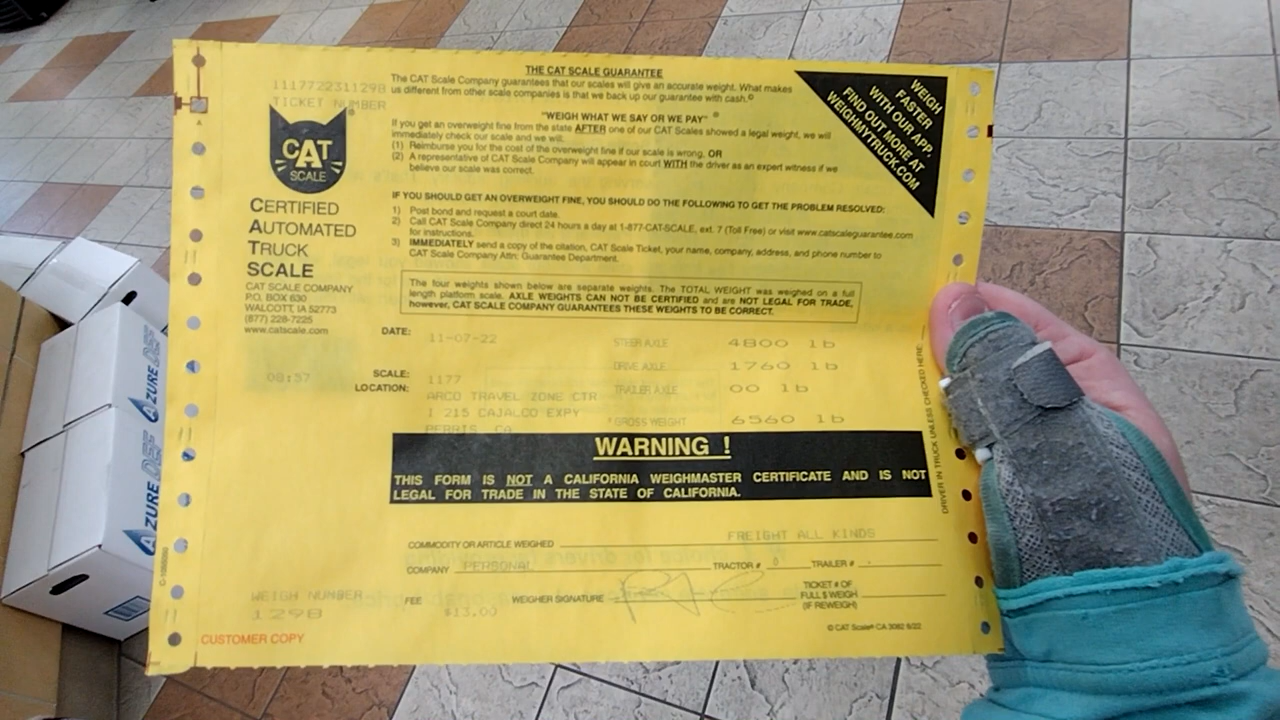 1117722311298
TICKET NUMBER
CAT
SCALE
CERTIFIED
AUTOMATED
TRUCK
SCALE
CAT SCALE COMPANY
P.O. BOX 630
WALCOTT, IA 52773
(877) 228-7225
www.catscale.com
THE CAT SCALE GUARANTEE
The CAT Scale Company guarantees that our scales will give an accurate weight. What makes
us different from other scale companies is that we back up our guarantee with cash.©
"WEIGH WHAT WE SAY OR WE PAY" ®
If you get an overweight fine from the state AFTER one of our CAT Scales showed a legal weight, we will
immediately check our scale and we will:
(1) Reimburse you for the cost of the overweight fine if our scale is wrong, OR
(2) A representative of CAT Scale Company will appear in court WITH the driver as an expert witness if we
believe our scale was correct.
WEIGH
FASTER
WITH OUR APP.
FIND OUT MORE AT
WEIGHMYTRUCK.COM
IF YOU SHOULD GET AN OVERWEIGHT FINE, YOU SHOULD DO THE FOLLOWING TO GET THE PROBLEM RESOLVED:
1) Post bond and request a court date.
2) Call CAT Scale Company direct 24 hours a day at 1-877-CAT-SCALE, ext. 7 (Toll Free) or visit www.catscaleguarantee.com
for instructions.
3) IMMEDIATELY send a copy of the citation, CAT Scale Ticket, your name, company, address, and phone number to
CAT Scale Company Attn: Guarantee Department.
The four weights shown below are separate weights. The TOTAL WEIGHT was weighed on a full
length platform scale. AXLE WEIGHTS CAN NOT BE CERTIFIED and are NOT LEGAL FOR TRADE,
however, CAT SCALE COMPANY GUARANTEES THESE WEIGHTS TO BE CORRECT.
DATE: 11-07-22
08:57
SCALE: 1177
LOCATION: ARCO TRAVEL ZONE CTR
I 215 CAJALCO EXPY
PERRIS, CA
STEER AXLE 4800 lb
DRIVE AXLE 1760 lb
TRAILER AXLE 00 lb
*GROSS WEIGHT 6560 lb
DRIVER IN TRUCK UNLESS CHECKED HERE:
WARNING !
THIS FORM IS NOT A CALIFORNIA WEIGHMASTER CERTIFICATE AND IS NOT
LEGAL FOR TRADE IN THE STATE OF CALIFORNIA.
COMMODITY OR ARTICLE WEIGHED FREIGHT ALL KINDS
COMPANY PERSONAL TRACTOR # 0 TRAILER #
FEE $13.00 WEIGHER SIGNATURE
TICKET # OF
FULL $ WEIGH
(IF REWEIGH)
WEIGH NUMBER
1298
CUSTOMER COPY
© CAT Scale® CA 3082 6/22
AZURE DEF
AZURE DEF